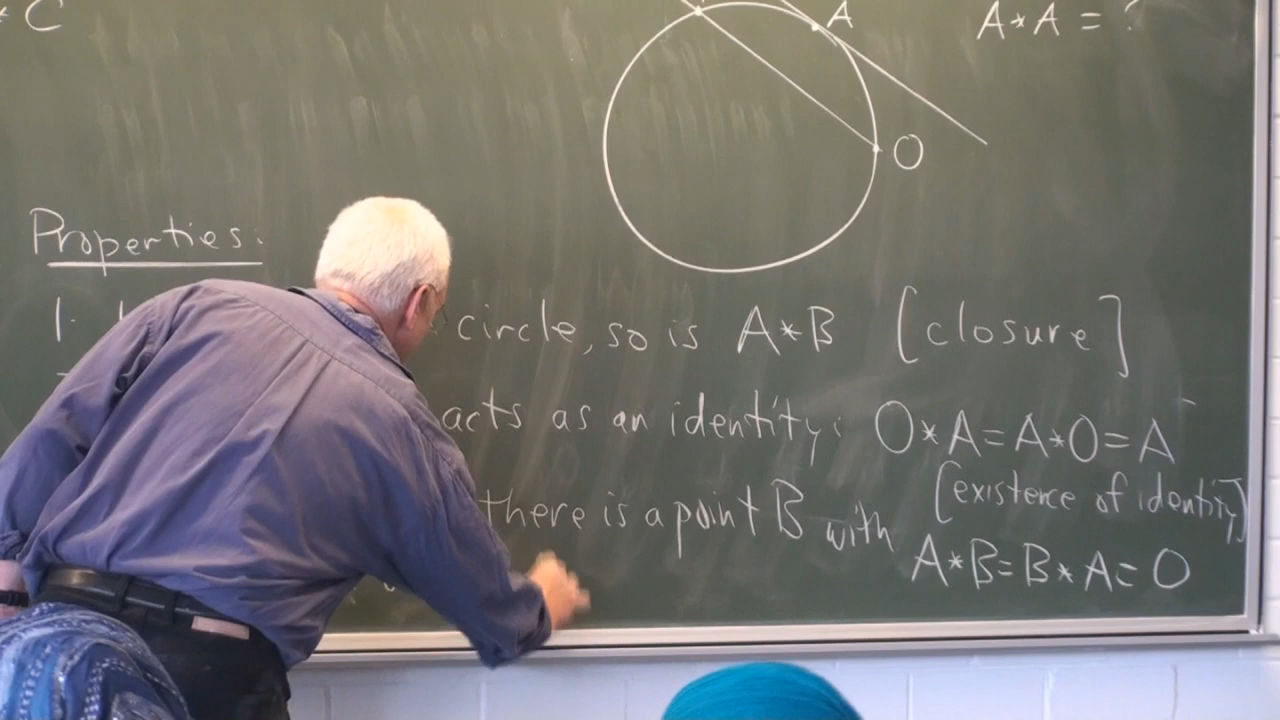 * C
A
A * A = ?
O
Properties:
1. circle, so is A*B [closure]
acts as an identity: O*A=A*O=A
[existence of identity]
there is a point B with
A*B=B*A=O